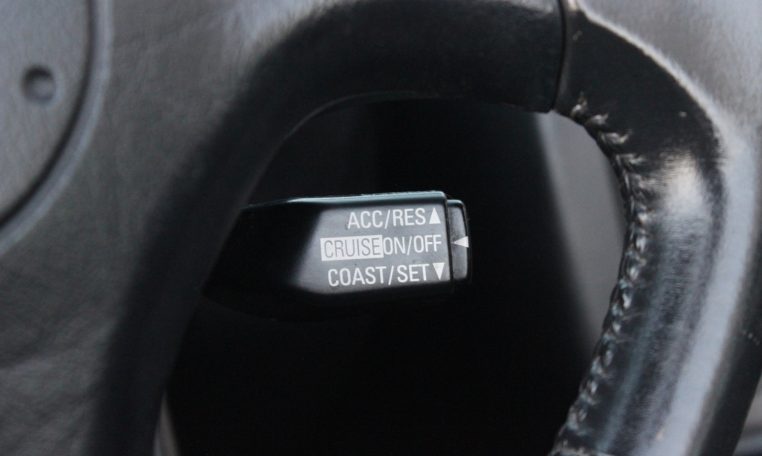 ACC/RES▲
CRUISE ON/OFF ◀
COAST/SET▼